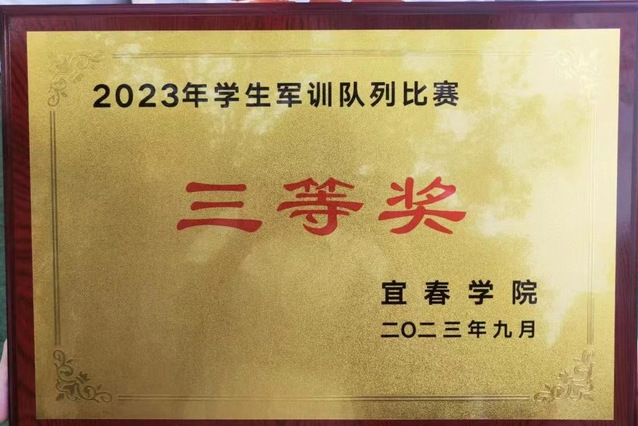 2023年学生军训队列比赛
三等奖
宜春学院
二〇二三年九月